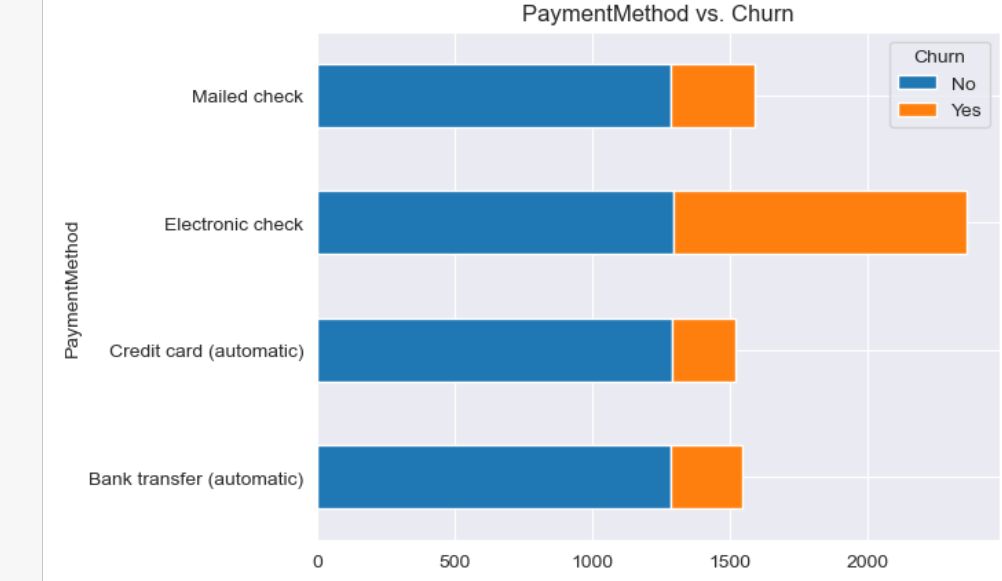 PaymentMethod vs. Churn
Churn
No
Yes
PaymentMethod
Mailed check
Electronic check
Credit card (automatic)
Bank transfer (automatic)
0 500 1000 1500 2000